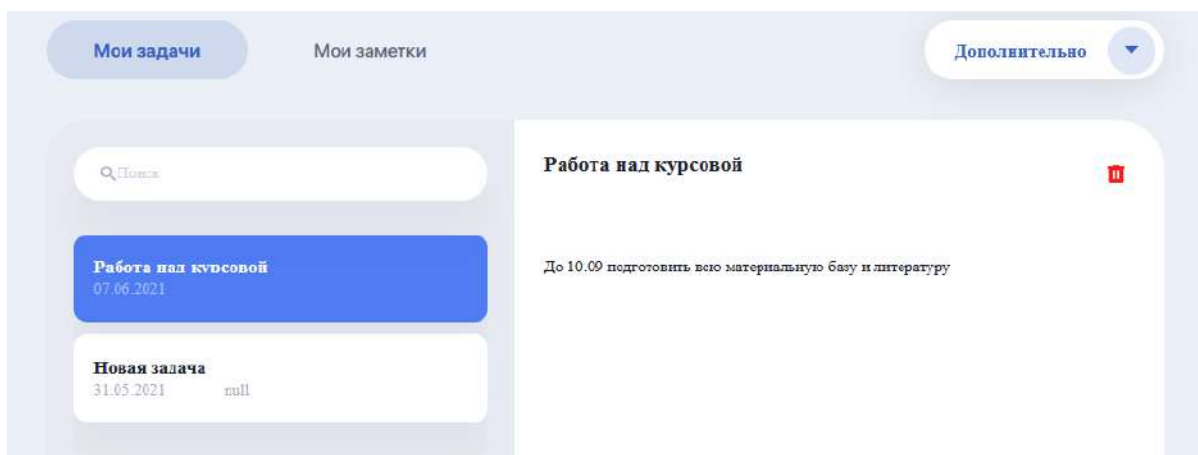 Мои задачи
Мои заметки
Дополнительно
Поиск
Работа над курсовой
07.06.2021
Новая задача
31.05.2021 null
Работа над курсовой
До 10.09 подготовить всю материальную базу и литературу